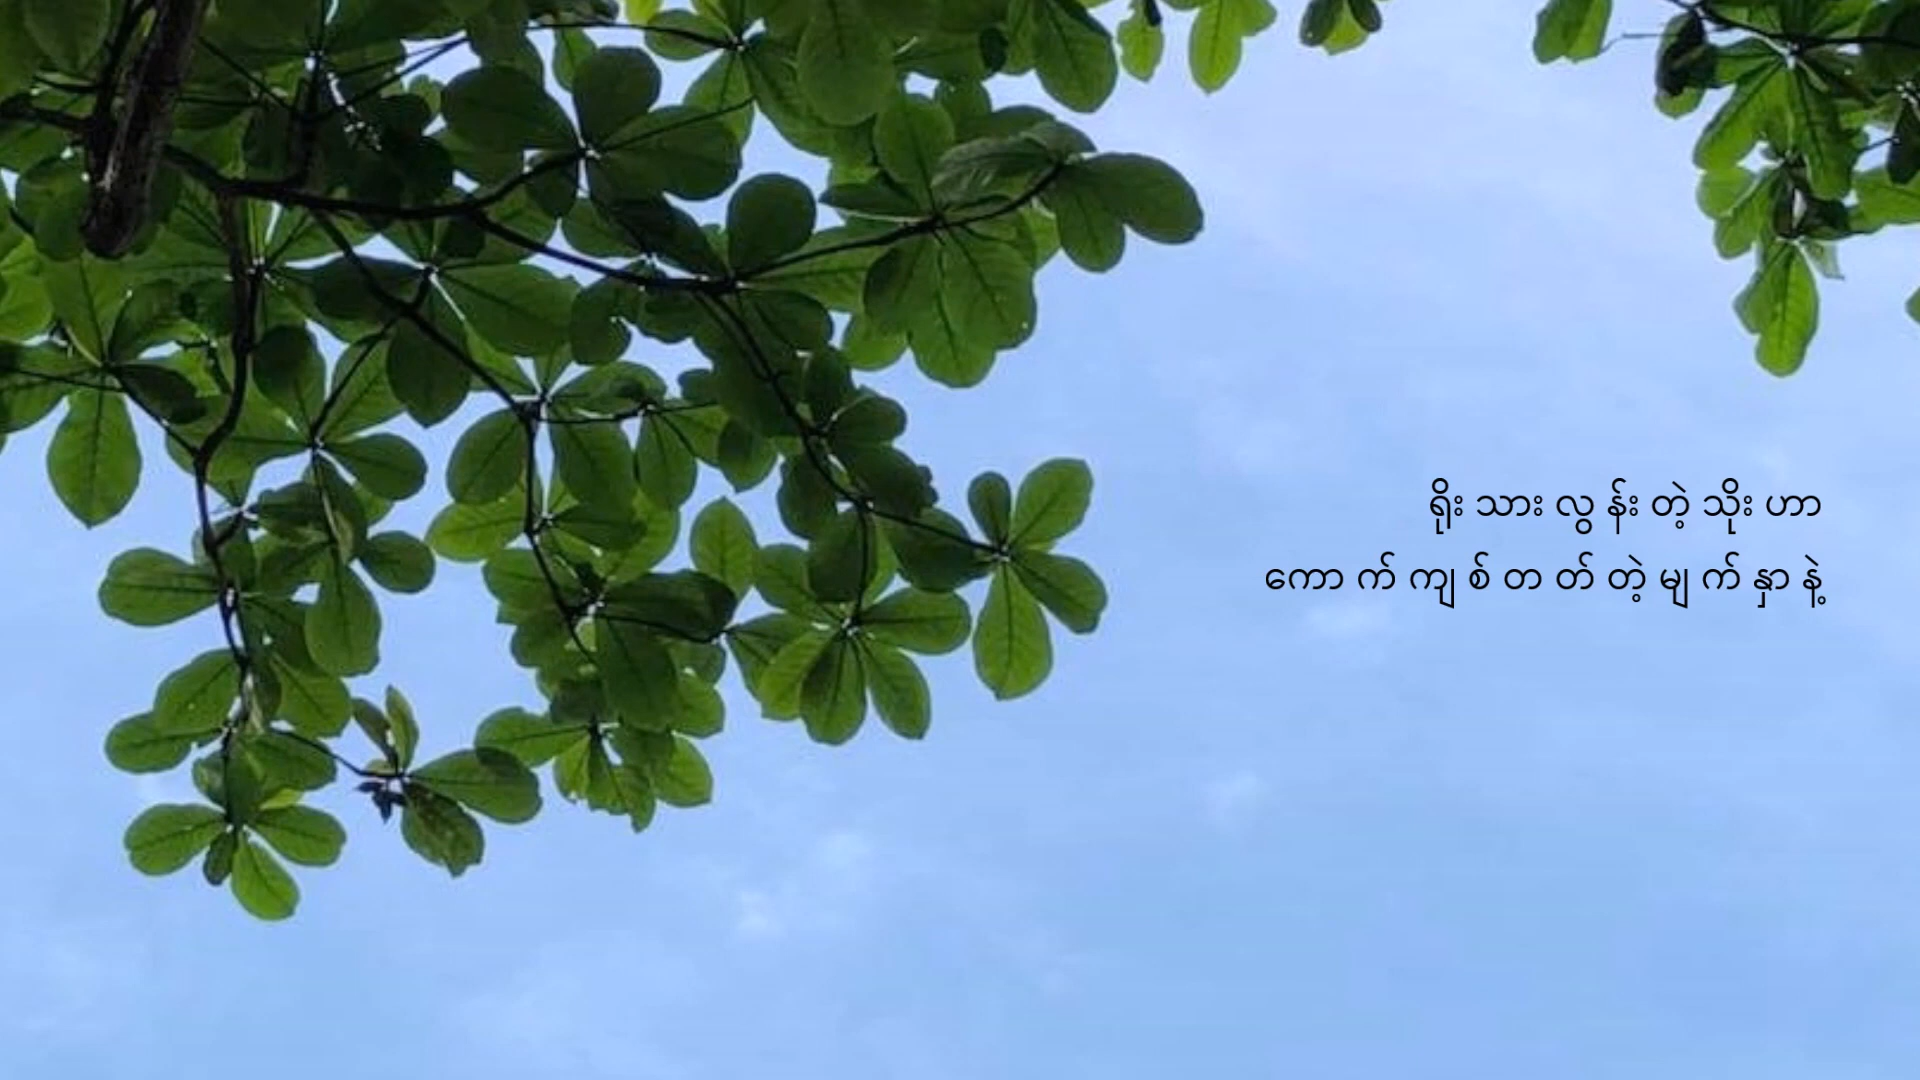 ရိုး သား လွ န်း တဲ့ သိုး ဟာ
ကော က် ကျ စ် တ တ် တဲ့ မျ က် နှာ နဲ့